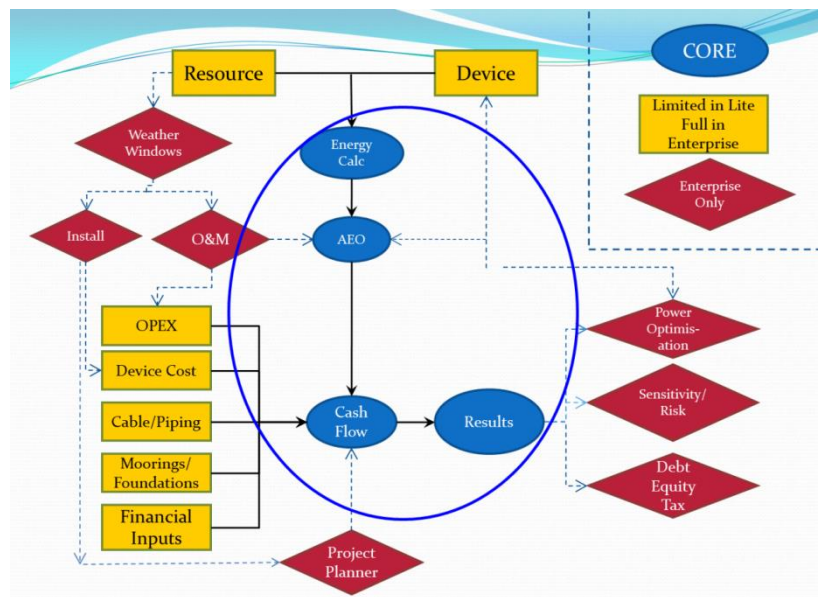 CORE
Resource
Device
Limited in Lite
Full in
Enterprise
Weather
Windows
Energy
Calc
Enterprise
Only
Install
O&M
AEO
OPEX
Power
Optimis-
ation
Device Cost
Sensitivity/
Risk
Cable/Piping
Cash
Flow
Results
Moorings/
Foundations
Debt
Equity
Tax
Financial
Inputs
Project
Planner